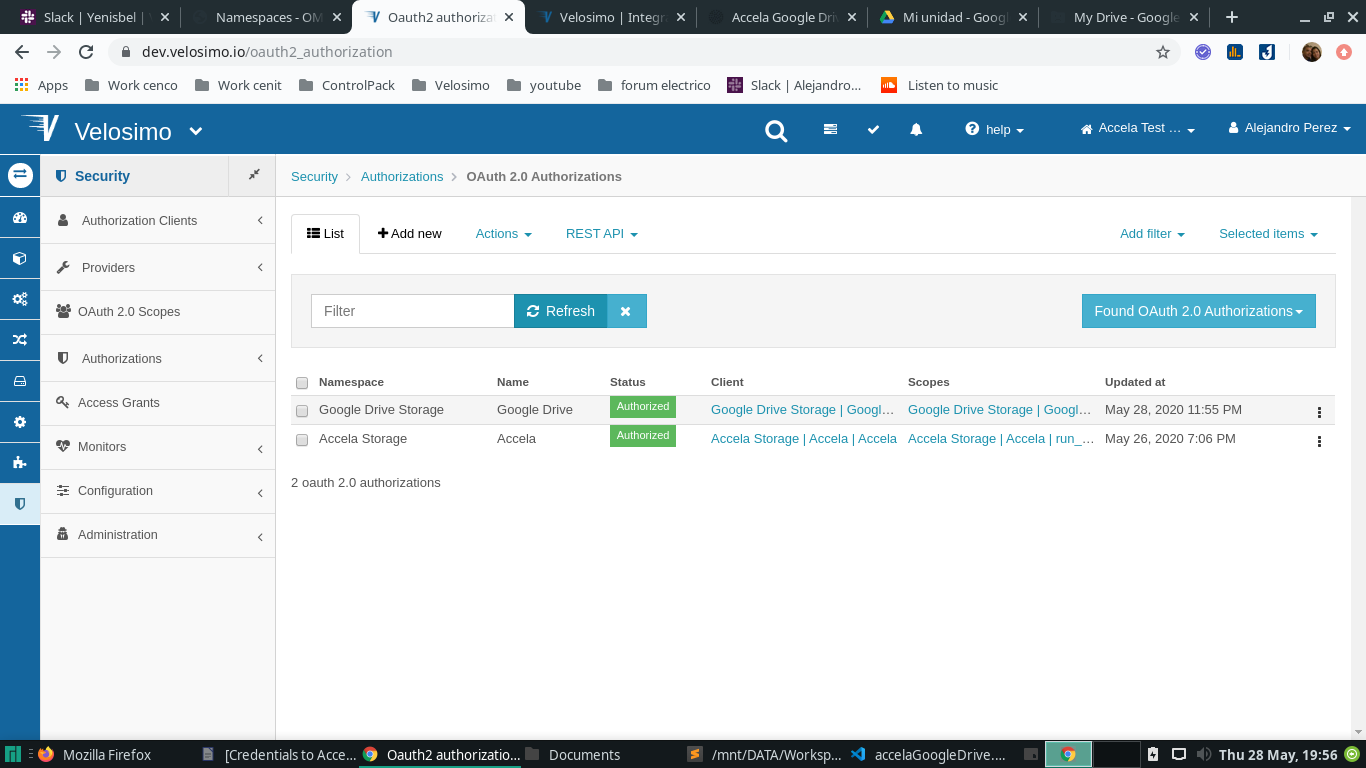 Slack | Yenisbel |
Namespaces - OM
Oauth2 authoriza
Velosimo | Integr
Accela Google Driv
Mi unidad - Googl
My Drive - Google
dev.velosimo.io/oauth2_authorization
Apps
Work cenco
Work cenit
ControlPack
Velosimo
youtube
forum electrico
Slack | Alejandro...
Listen to music
Velosimo
help
Accela Test ...
Alejandro Perez
Security
Security
Authorizations
OAuth 2.0 Authorizations
Authorization Clients
Providers
OAuth 2.0 Scopes
Authorizations
Access Grants
Monitors
Configuration
Administration
List
Add new
Actions
REST API
Add filter
Selected items
Filter
Refresh
Found OAuth 2.0 Authorizations
Namespace Name Status Client Scopes Updated at
Google Drive Storage Google Drive Authorized Google Drive Storage | Googl... Google Drive Storage | Googl... May 28, 2020 11:55 PM
Accela Storage Accela Authorized Accela Storage | Accela | Accela Accela Storage | Accela | run_... May 26, 2020 7:06 PM
2 oauth 2.0 authorizations
Mozilla Firefox
[Credentials to Acce...
Oauth2 authorizatio...
Documents
/mnt/DATA/Worksp...
accelaGoogleDrive....
Thu 28 May, 19:56